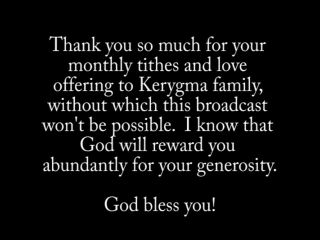 Thank you so much for your
monthly tithes and love
offering to Kerygma family,
without which this broadcast
won't be possible.  I know that
God will reward you
abundantly for your generosity.

God bless you!